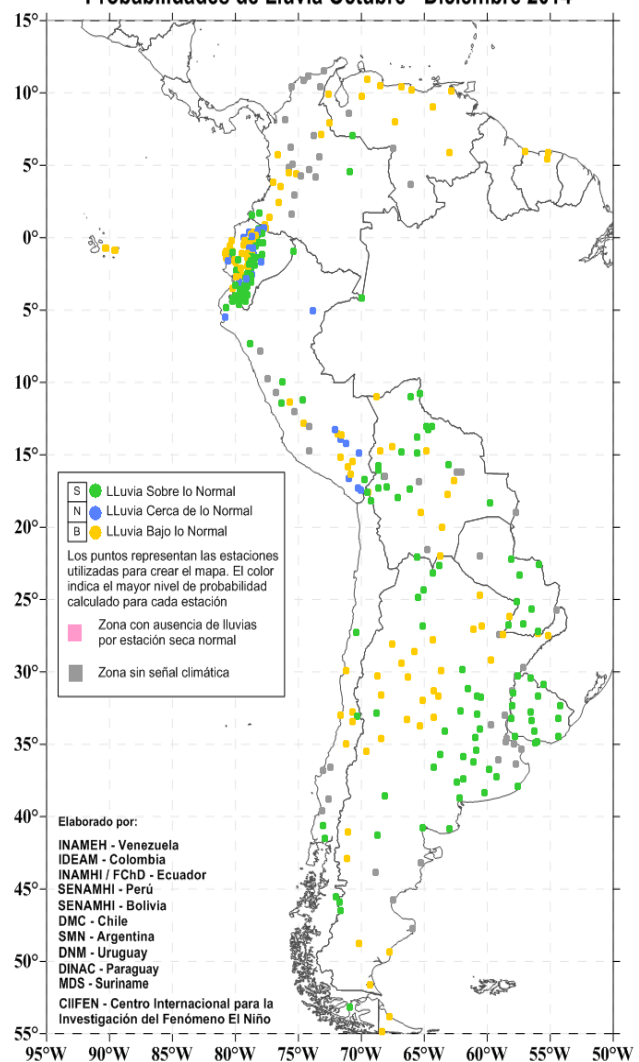 Probabilidades de Lluvia Octubre - Diciembre 2014
15°
10°
5°
0°
5°
10°
15°
20°
25°
30°
35°
40°
45°
50°
55°
95°W 90°W 85°W 80°W 75°W 70°W 65°W 60°W 55°W 50°W
S LLuvia Sobre lo Normal
N LLuvia Cerca de lo Normal
B LLuvia Bajo lo Normal
Los puntos representan las estaciones
utilizadas para crear el mapa. El color
indica el mayor nivel de probabilidad
calculado para cada estación
Zona con ausencia de lluvias
por estación seca normal
Zona sin señal climática
Elaborado por:
INAMEH - Venezuela
IDEAM - Colombia
INAMHI / FChD - Ecuador
SENAMHI - Perú
SENAMHI - Bolivia
DMC - Chile
SMN - Argentina
DNM - Uruguay
DINAC - Paraguay
MDS - Suriname
CIIFEN - Centro Internacional para la
Investigación del Fenómeno El Niño